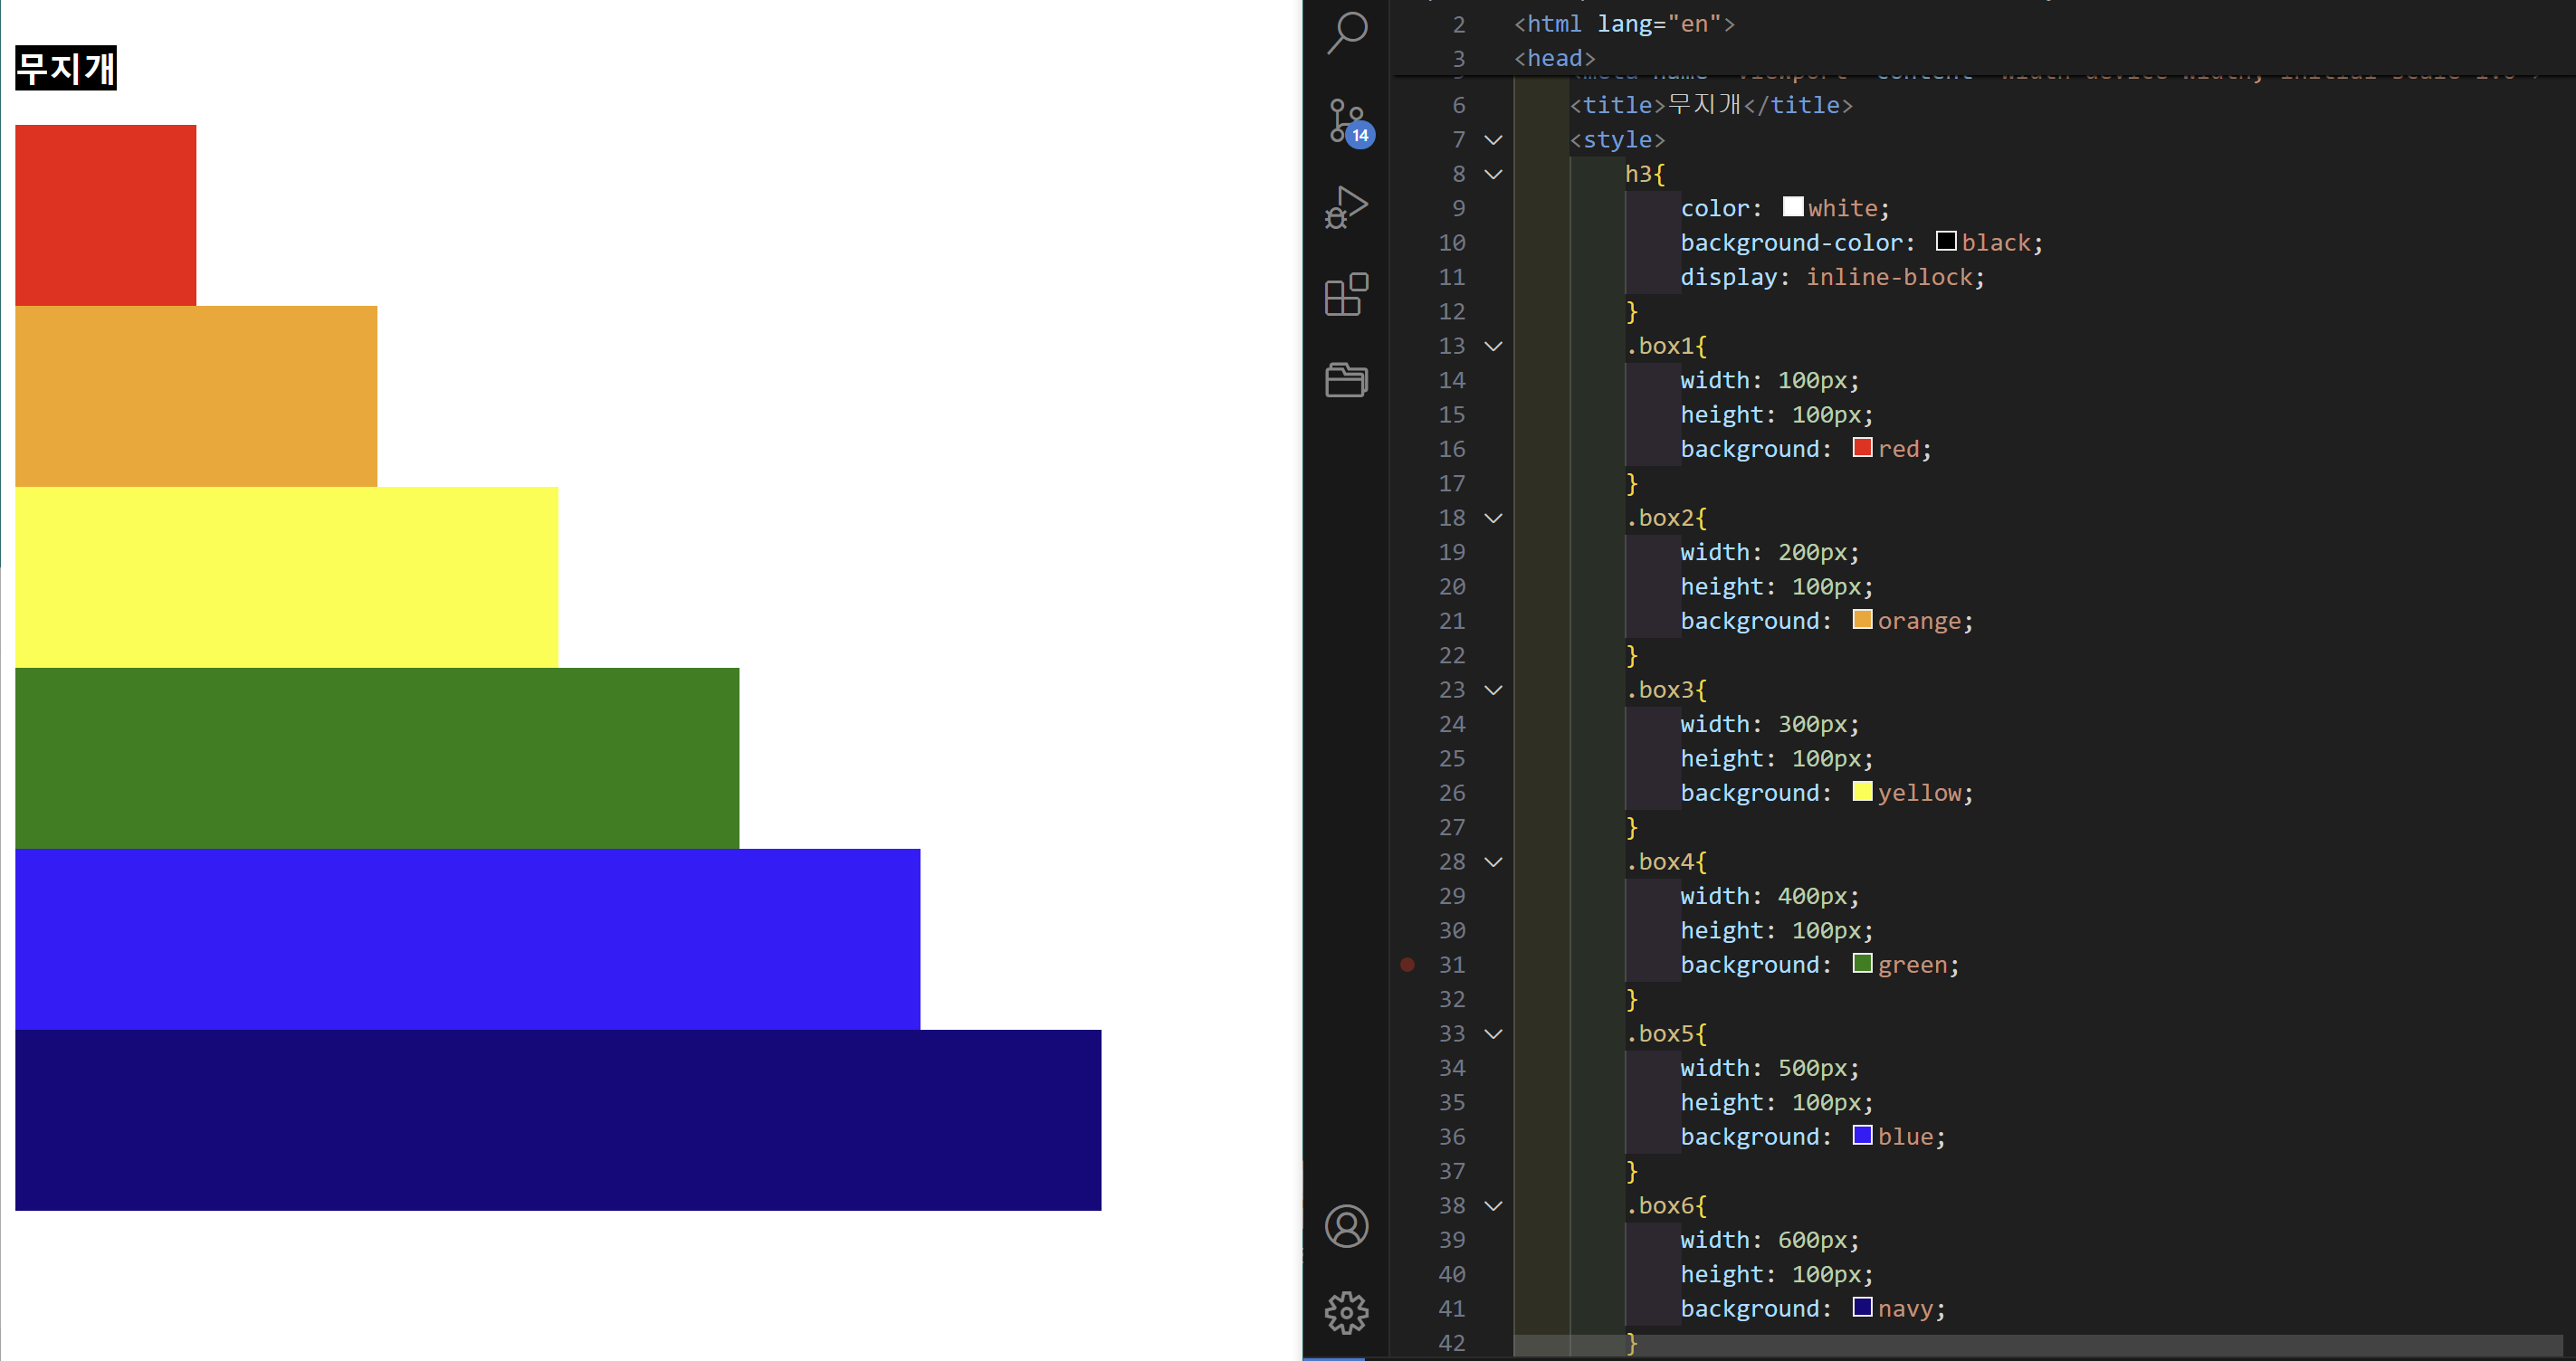 무지개
14
2 <html lang="en">
3 <head>
6 <title>무지개</title>
7 <style>
8 h3{
9 color: white;
10 background-color: black;
11 display: inline-block;
12 }
13 .box1{
14 width: 100px;
15 height: 100px;
16 background: red;
17 }
18 .box2{
19 width: 200px;
20 height: 100px;
21 background: orange;
22 }
23 .box3{
24 width: 300px;
25 height: 100px;
26 background: yellow;
27 }
28 .box4{
29 width: 400px;
30 height: 100px;
31 background: green;
32 }
33 .box5{
34 width: 500px;
35 height: 100px;
36 background: blue;
37 }
38 .box6{
39 width: 600px;
40 height: 100px;
41 background: navy;
42 }